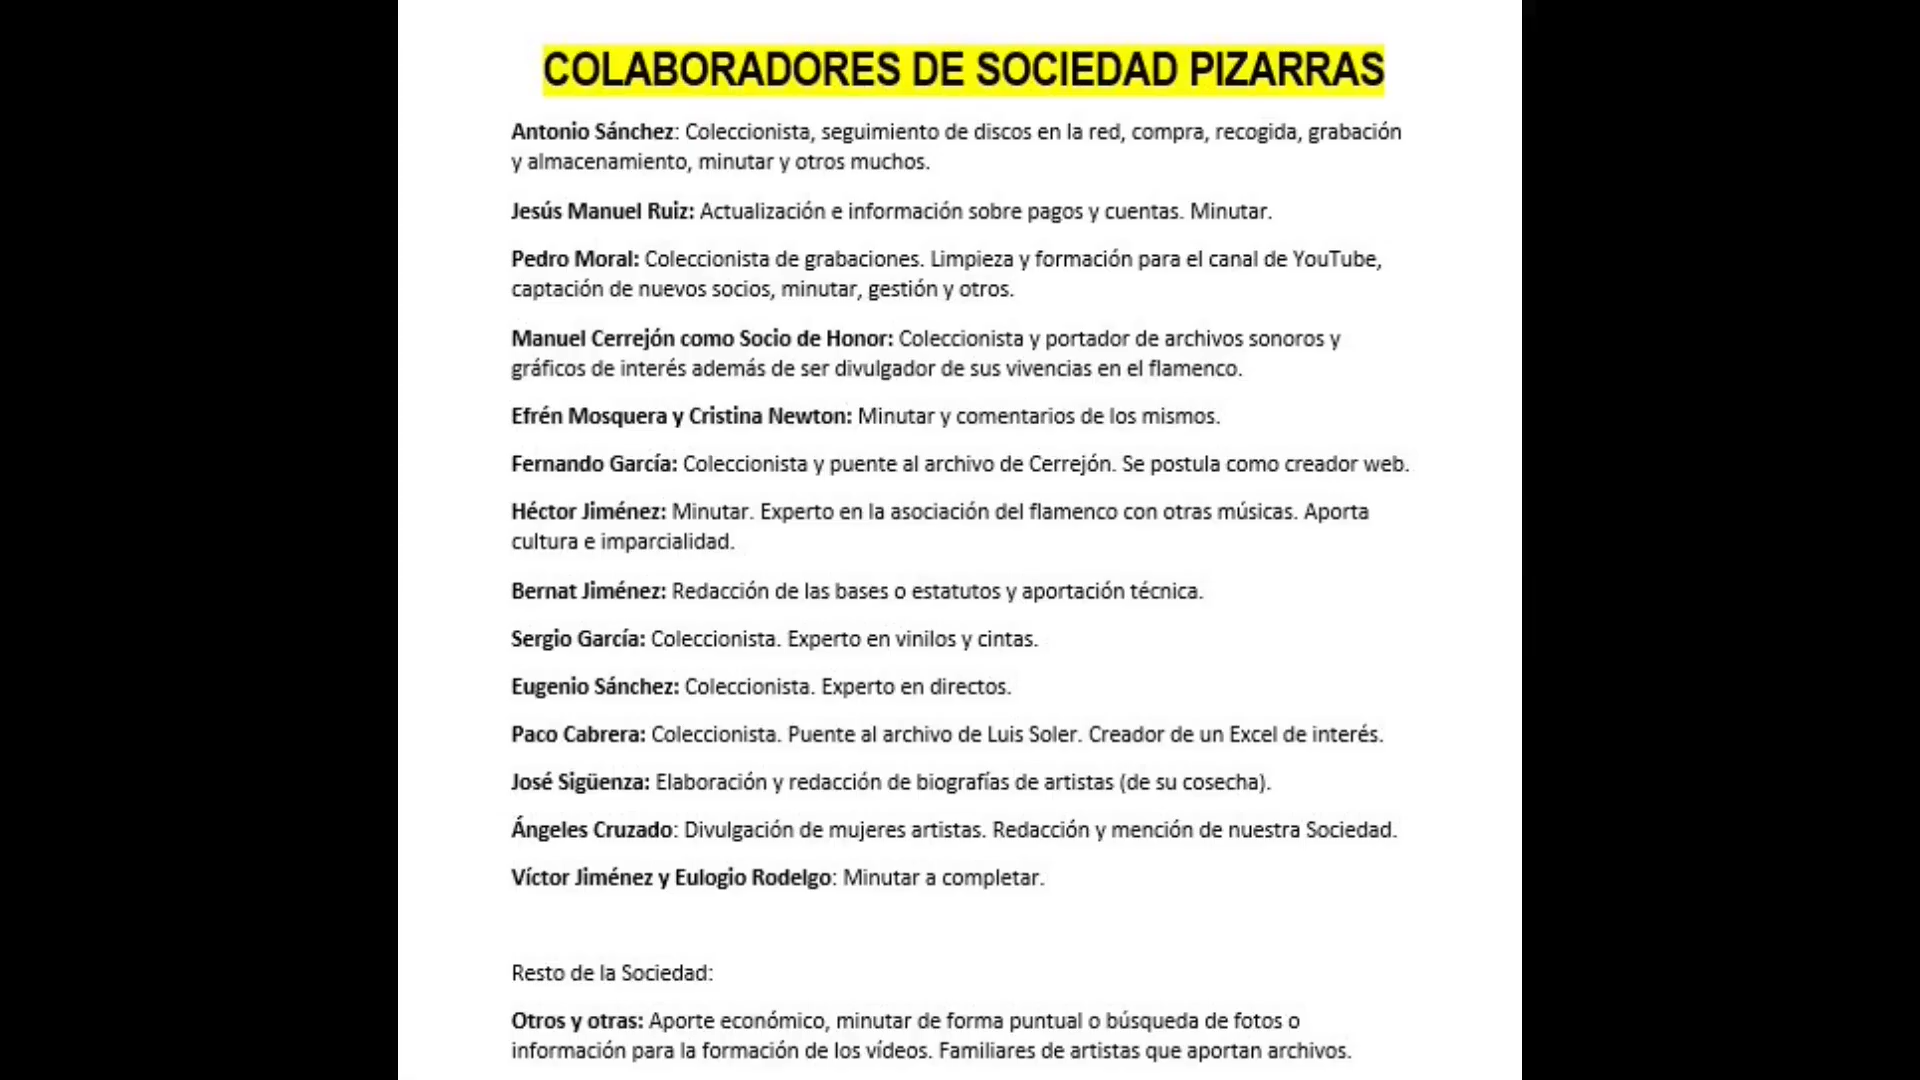 COLABORADORES DE SOCIEDAD PIZARRAS
Antonio Sánchez: Coleccionista, seguimiento de discos en la red, compra, recogida, grabación
y almacenamiento, minutar y otros muchos.
Jesús Manuel Ruiz: Actualización e información sobre pagos y cuentas. Minutar.
Pedro Moral: Coleccionista de grabaciones. Limpieza y formación para el canal de YouTube,
captación de nuevos socios, minutar, gestión y otros.
Manuel Cerrejón como Socio de Honor: Coleccionista y portador de archivos sonoros y
gráficos de interés además de ser divulgador de sus vivencias en el flamenco.
Efrén Mosquera y Cristina Newton: Minutar y comentarios de los mismos.
Fernando García: Coleccionista y puente al archivo de Cerrejón. Se postula como creador web.
Héctor Jiménez: Minutar. Experto en la asociación del flamenco con otras músicas. Aporta
cultura e imparcialidad.
Bernat Jiménez: Redacción de las bases o estatutos y aportación técnica.
Sergio García: Coleccionista. Experto en vinilos y cintas.
Eugenio Sánchez: Coleccionista. Experto en directos.
Paco Cabrera: Coleccionista. Puente al archivo de Luis Soler. Creador de un Excel de interés.
José Sigüenza: Elaboración y redacción de biografías de artistas (de su cosecha).
Ángeles Cruzado: Divulgación de mujeres artistas. Redacción y mención de nuestra Sociedad.
Víctor Jiménez y Eulogio Rodelgo: Minutar a completar.
Resto de la Sociedad:
Otros y otras: Aporte económico, minutar de forma puntual o búsqueda de fotos o
información para la formación de los vídeos. Familiares de artistas que aportan archivos.